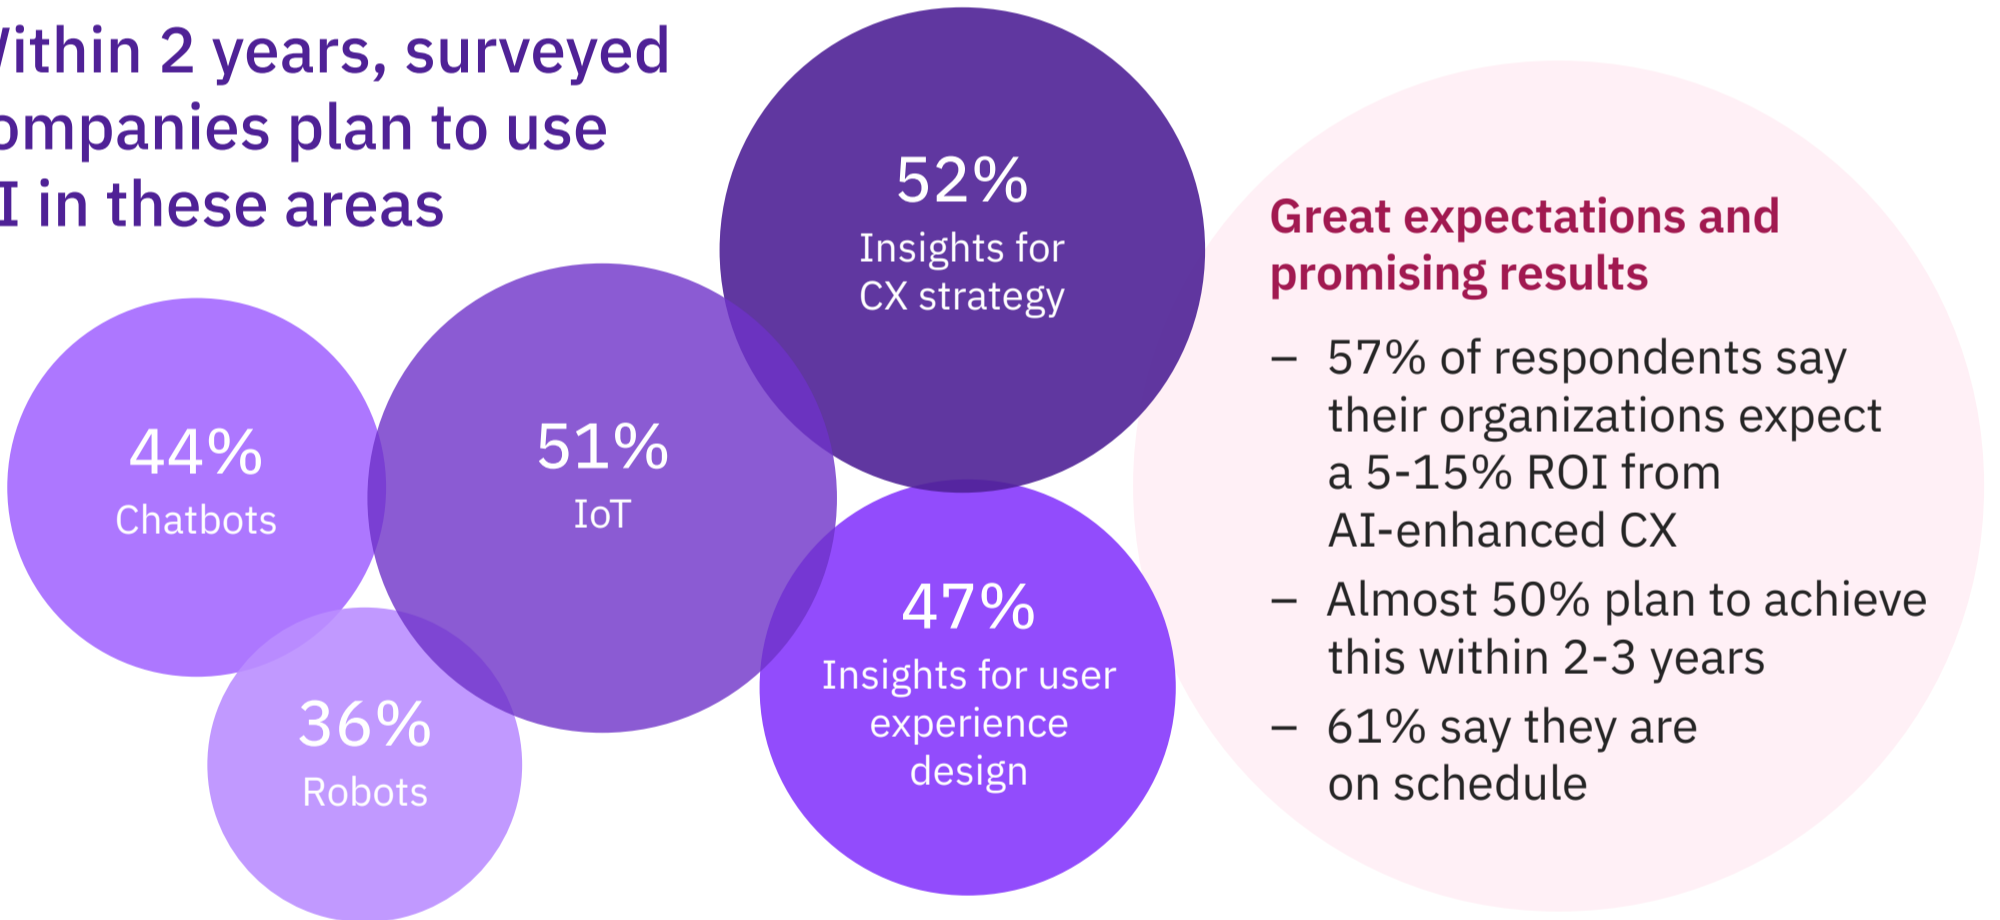 Within 2 years, surveyed
companies plan to use
AI in these areas
52%
Insights for
CX strategy
44%
Chatbots
51%
IoT
36%
Robots
47%
Insights for user
experience
design
Great expectations and
promising results
– 57% of respondents say
their organizations expect
a 5-15% ROI from
AI-enhanced CX
– Almost 50% plan to achieve
this within 2-3 years
– 61% say they are
on schedule